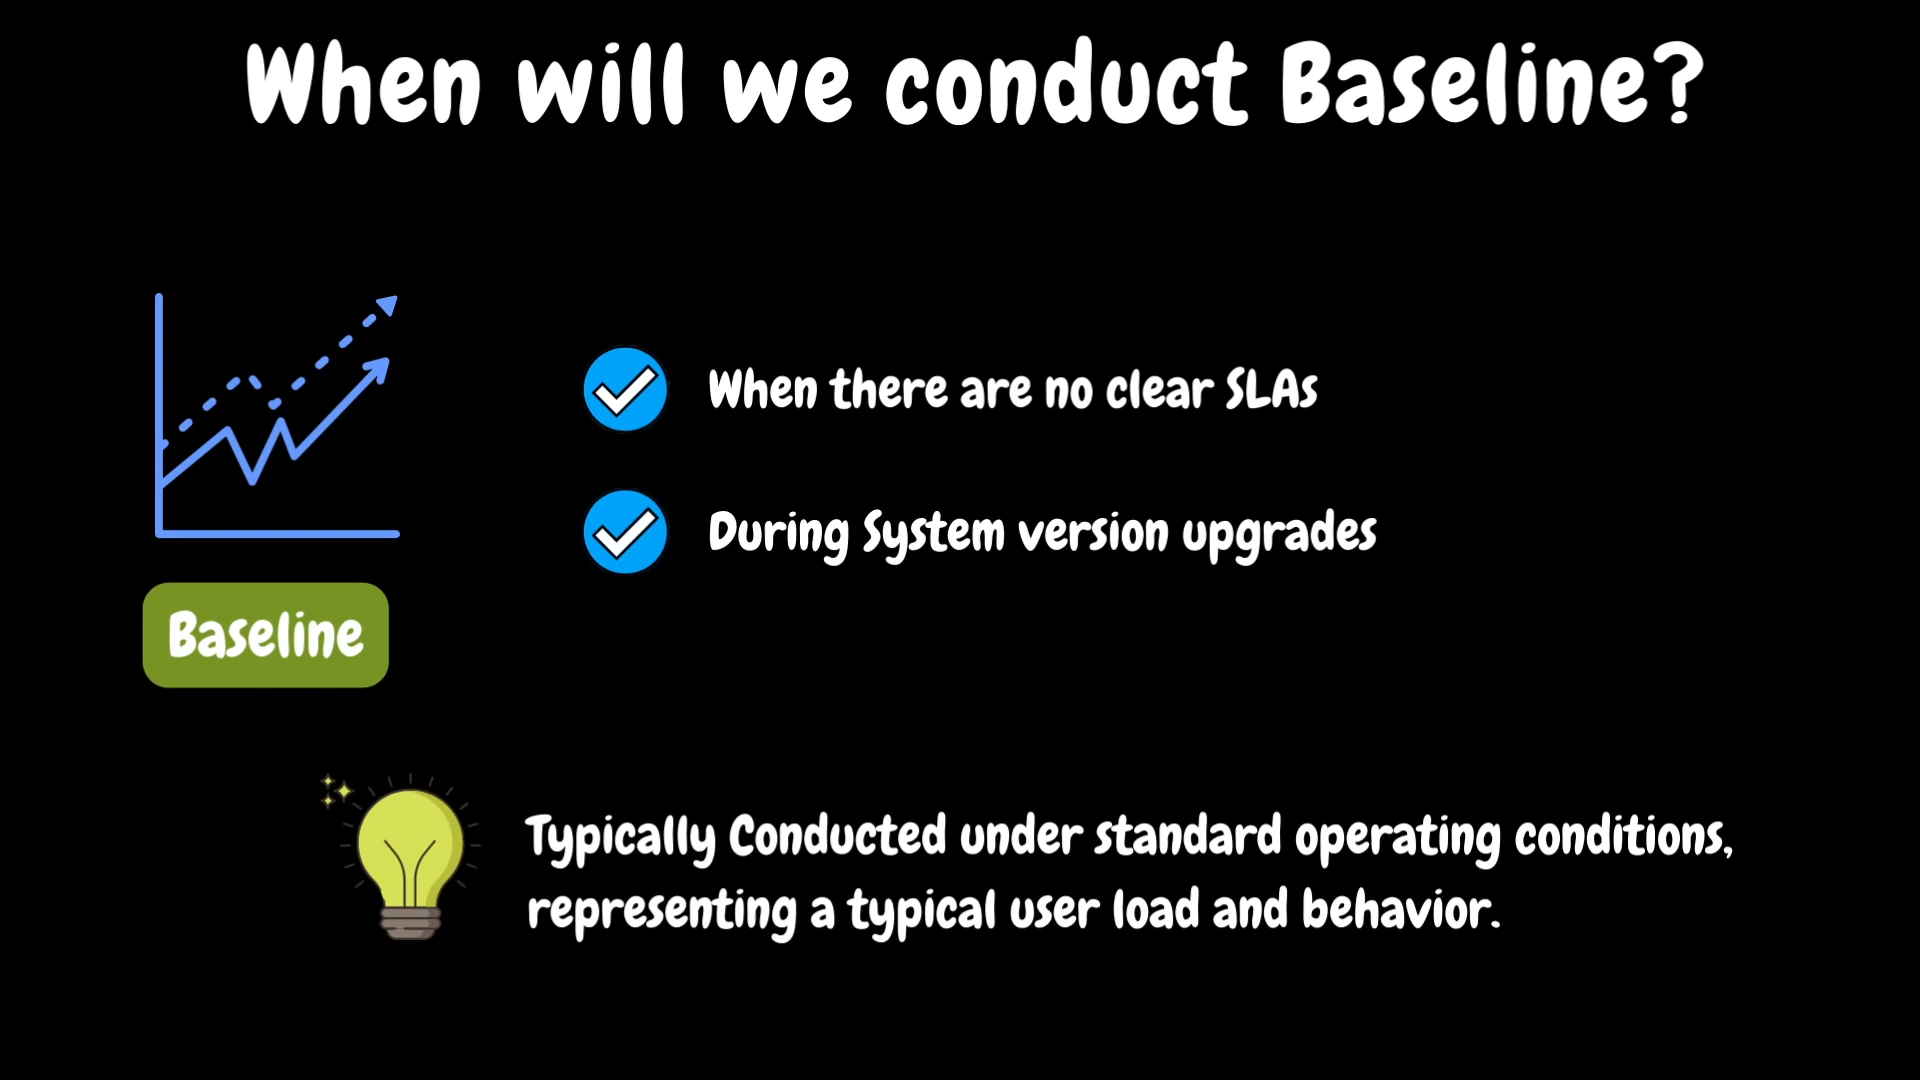 When will we conduct Baseline?
When there are no clear SLAs
During System version upgrades
Baseline
Typically Conducted under standard operating conditions,
representing a typical user load and behavior.